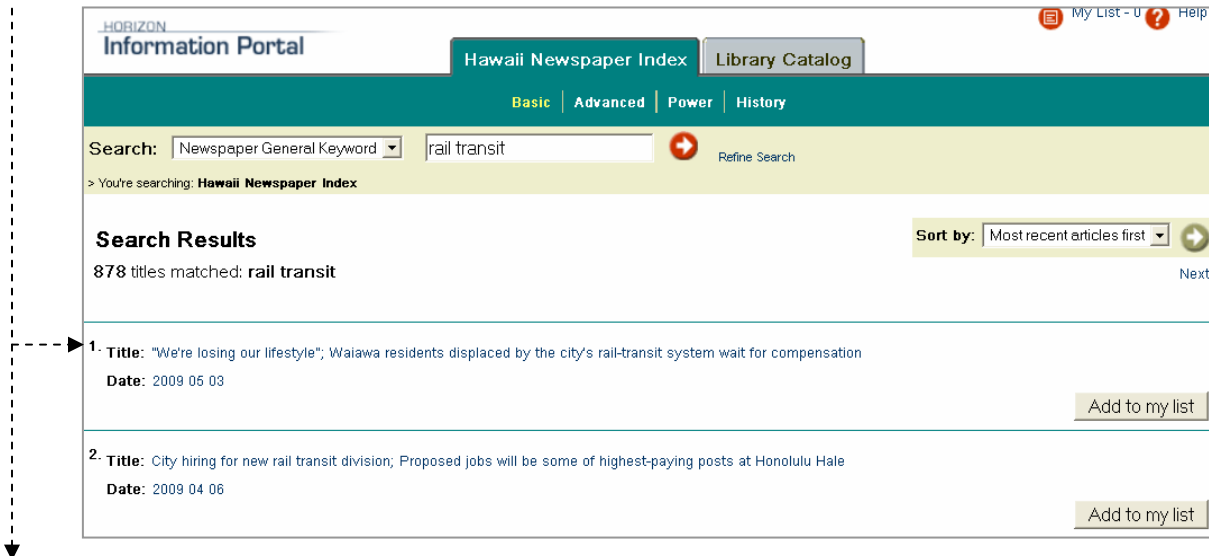 My List - 0 Help
HORIZON
Information Portal
Hawaii Newspaper Index Library Catalog
Basic Advanced Power History
Search: Newspaper General Keyword rail transit Refine Search
> You're searching: Hawaii Newspaper Index
Search Results
Sort by: Most recent articles first
878 titles matched: rail transit
Next
1. Title: "We're losing our lifestyle"; Waiawa residents displaced by the city's rail-transit system wait for compensation
Date: 2009 05 03
Add to my list
2. Title: City hiring for new rail transit division; Proposed jobs will be some of highest-paying posts at Honolulu Hale
Date: 2009 04 06
Add to my list